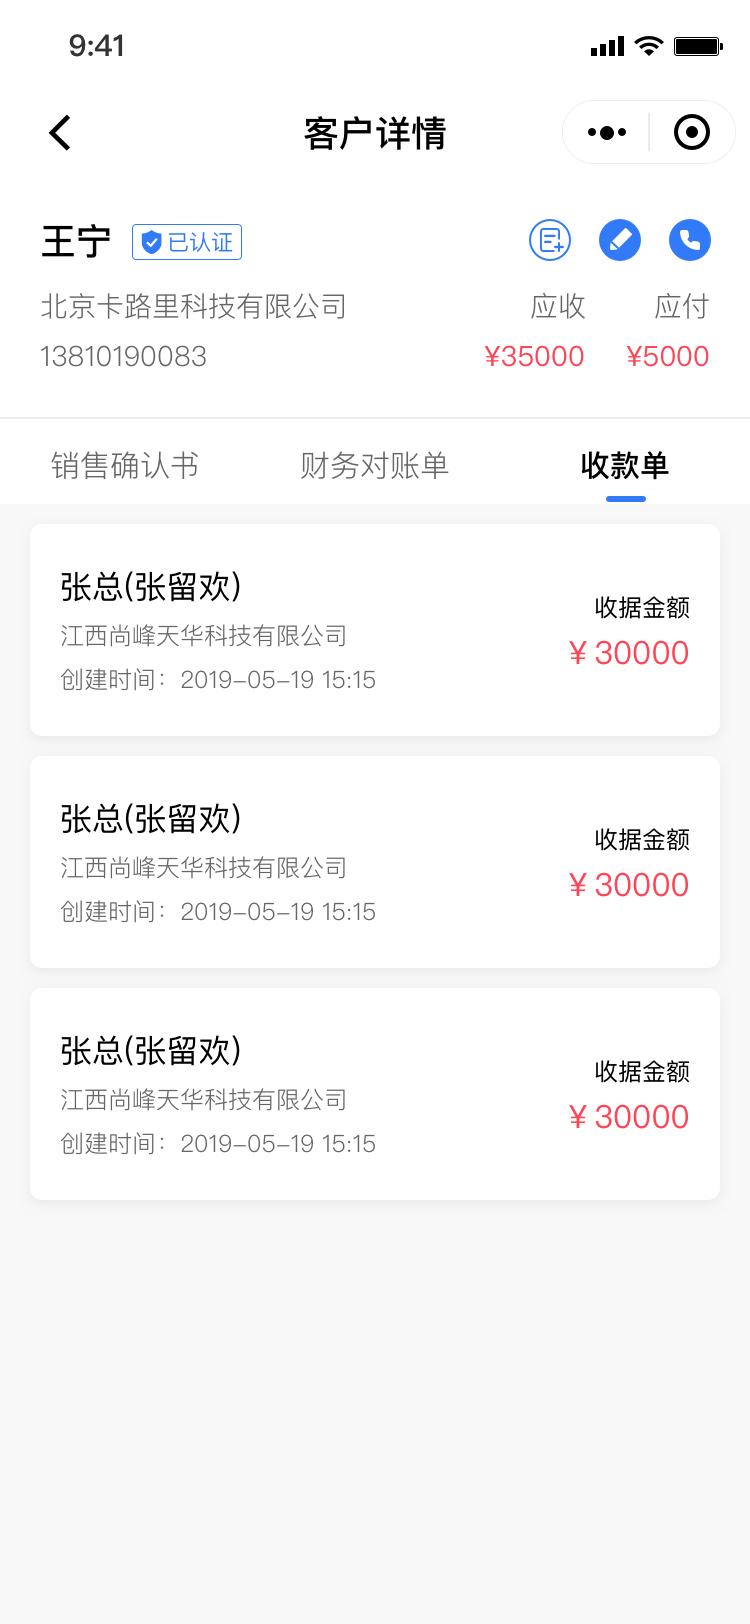 9:41
客户详情
王宁 已认证
北京卡路里科技有限公司 应收 应付
13810190083 ¥35000 ¥5000
销售确认书 财务对账单 收款单
张总(张留欢)
收据金额
江西尚峰天华科技有限公司
¥ 30000
创建时间：2019-05-19 15:15
张总(张留欢)
收据金额
江西尚峰天华科技有限公司
¥ 30000
创建时间：2019-05-19 15:15
张总(张留欢)
收据金额
江西尚峰天华科技有限公司
¥ 30000
创建时间：2019-05-19 15:15